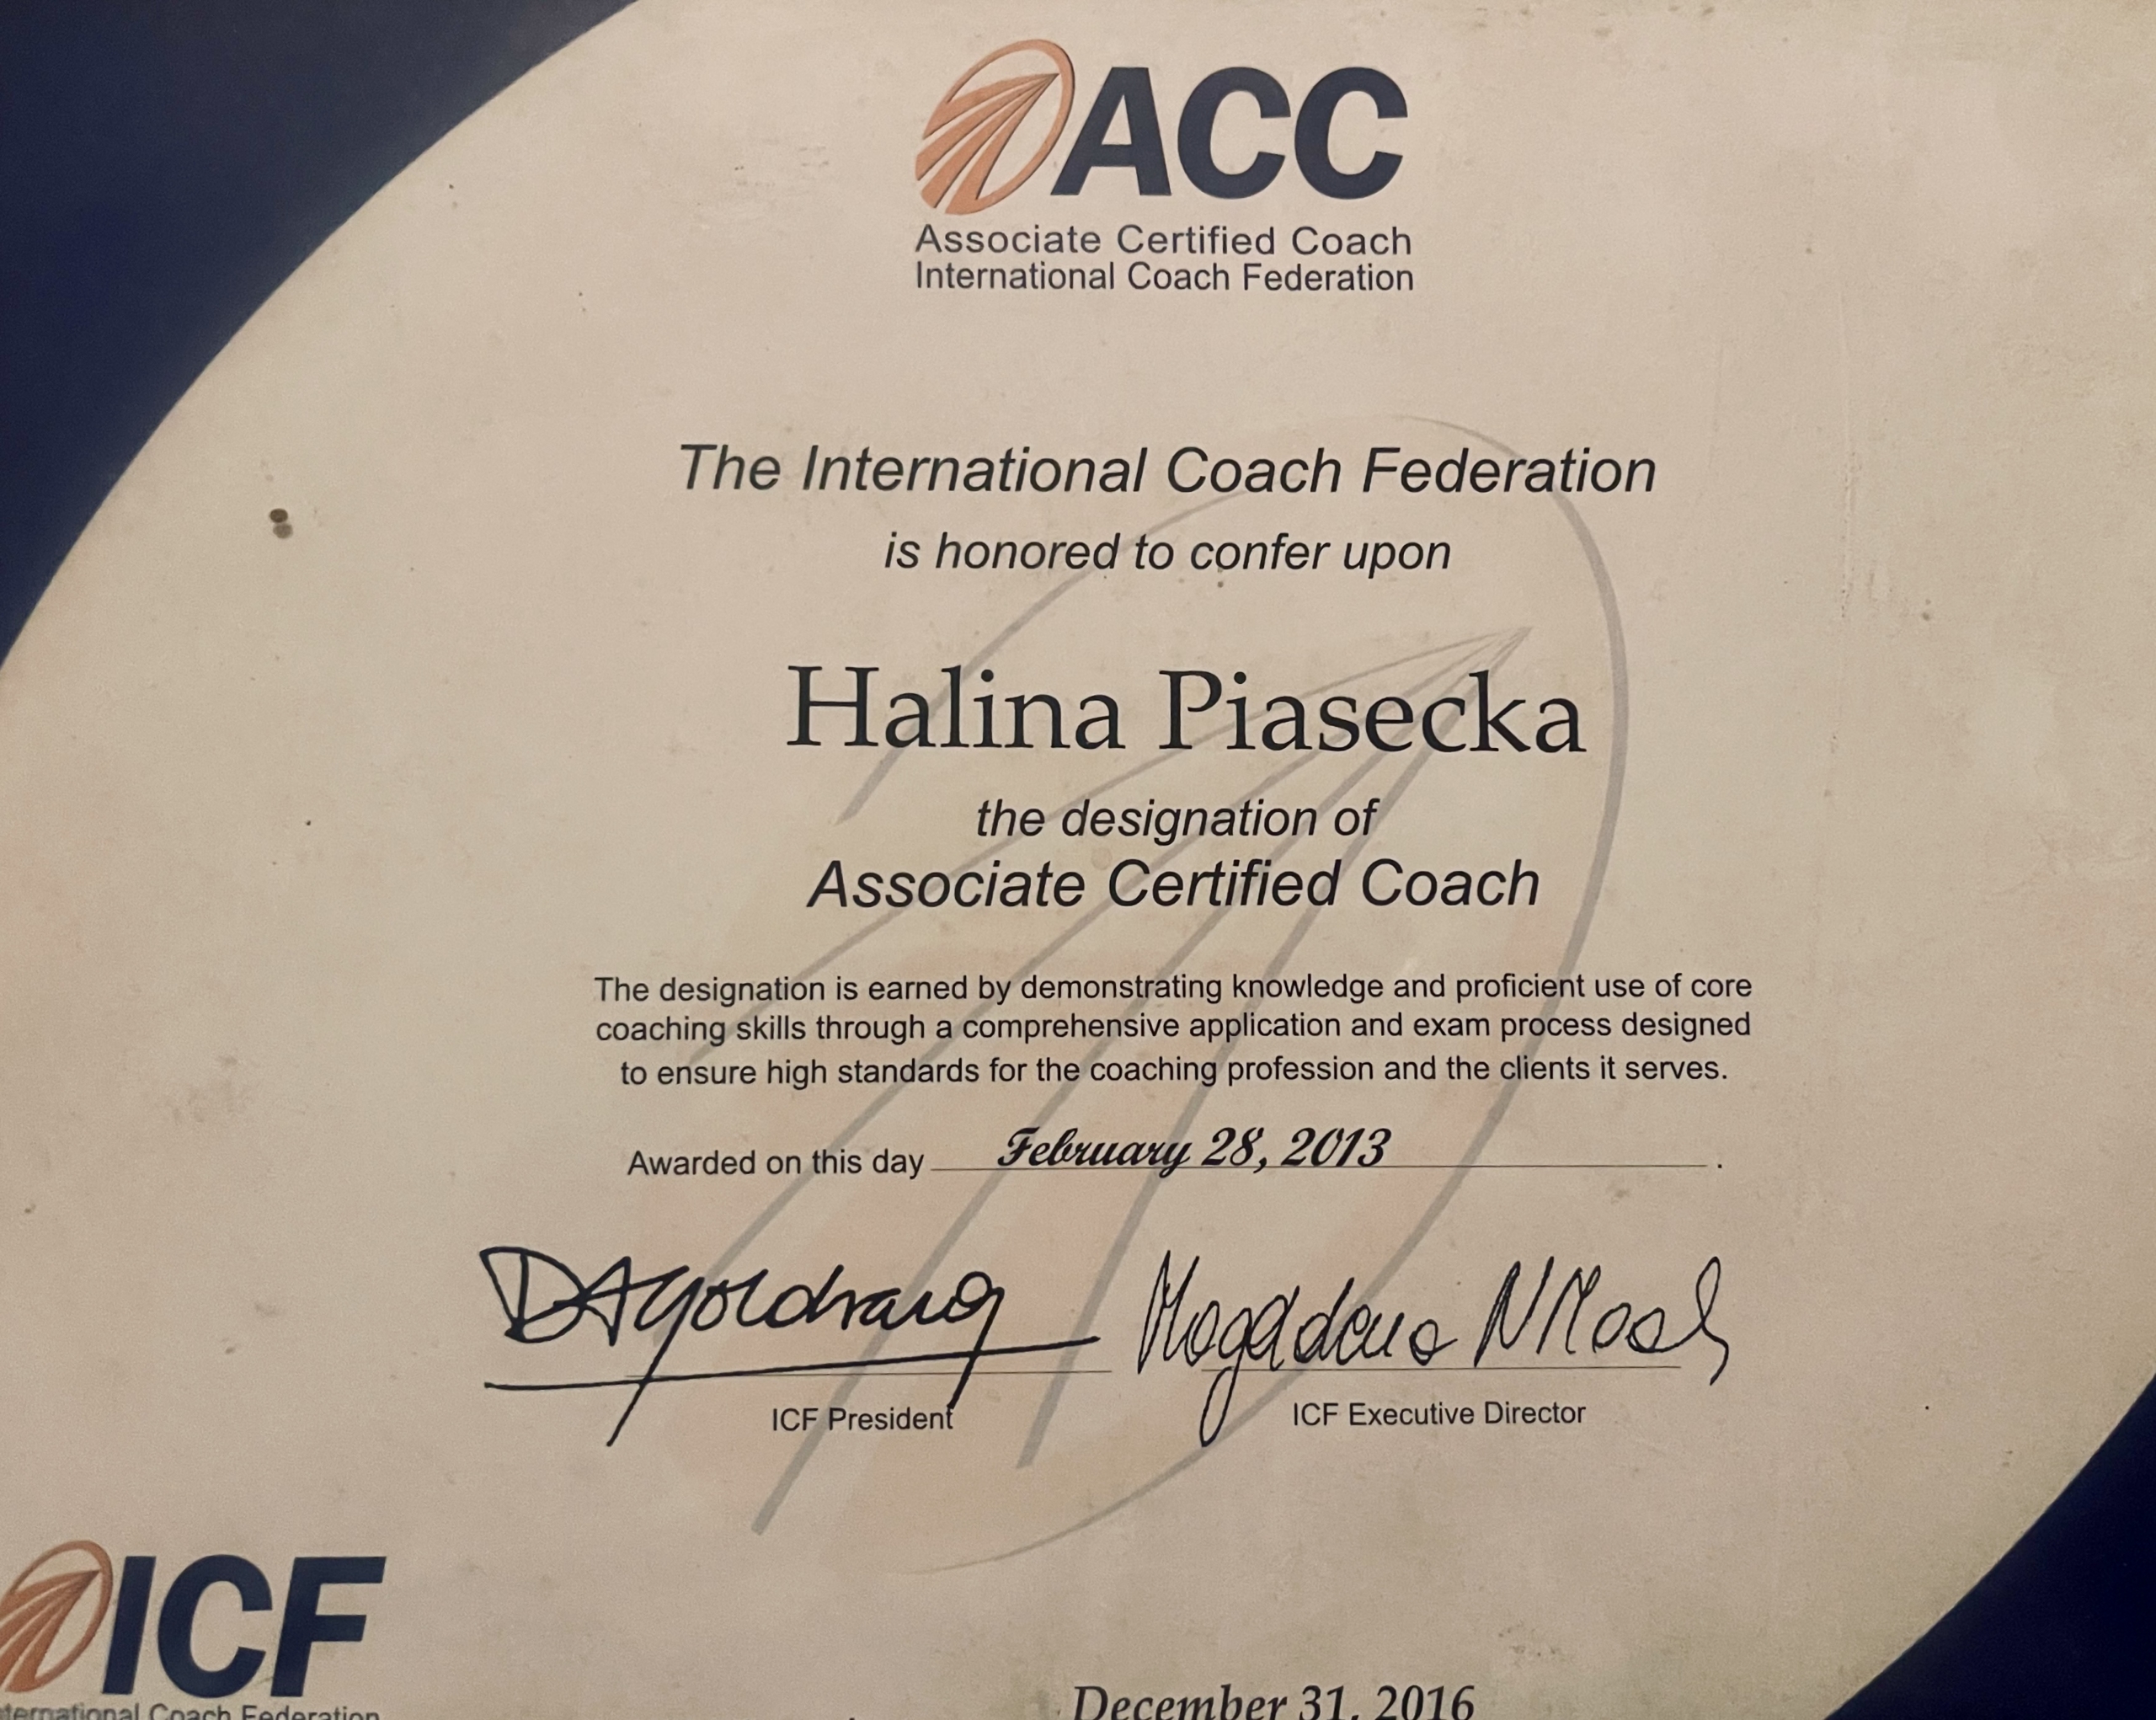 ACC
Associate Certified Coach
International Coach Federation
The International Coach Federation
is honored to confer upon
Halina Piasecka
the designation of
Associate Certified Coach
The designation is earned by demonstrating knowledge and proficient use of core
coaching skills through a comprehensive application and exam process designed
to ensure high standards for the coaching profession and the clients it serves.
Awarded on this day February 28, 2013.
DAGoldvarg
ICF President
ICF Executive Director
ICF
Coach Federation
December 31, 2016